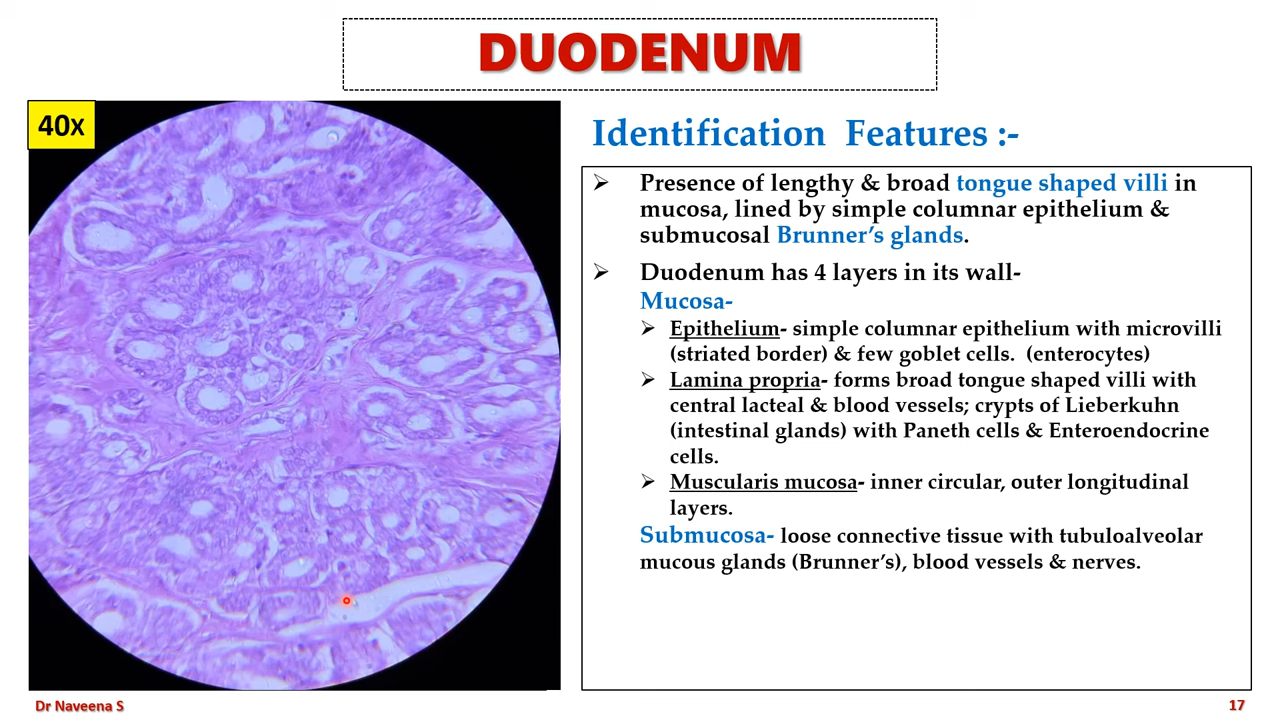 DUODENUM
40x
Identification Features :-
➢ Presence of lengthy & broad tongue shaped villi in
mucosa, lined by simple columnar epithelium &
submucosal Brunner’s glands.
➢ Duodenum has 4 layers in its wall-
Mucosa-
➢ Epithelium- simple columnar epithelium with microvilli
(striated border) & few goblet cells. (enterocytes)
➢ Lamina propria- forms broad tongue shaped villi with
central lacteal & blood vessels; crypts of Lieberkuhn
(intestinal glands) with Paneth cells & Enteroendocrine
cells.
➢ Muscularis mucosa- inner circular, outer longitudinal
layers.
Submucosa- loose connective tissue with tubuloalveolar
mucous glands (Brunner’s), blood vessels & nerves.
Dr Naveena S
17